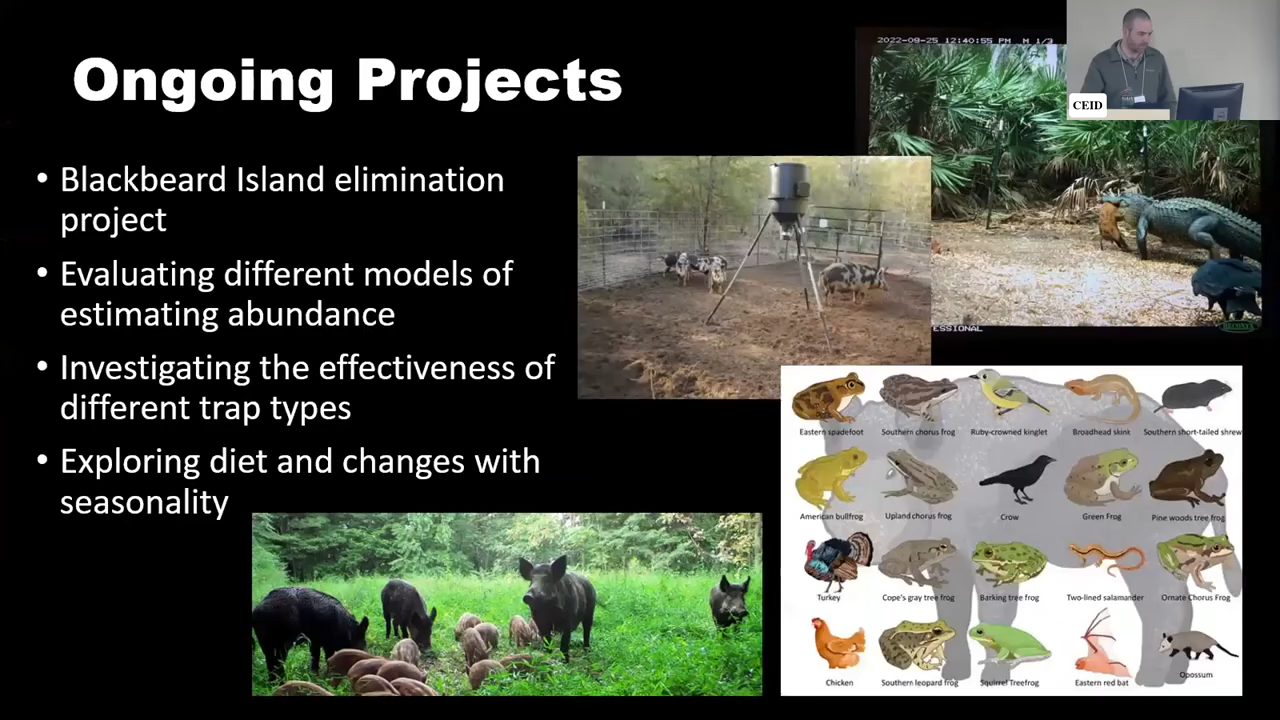 Ongoing Projects
2022-09-25 12:40:55 PM M 1/3
CEID
• Blackbeard Island elimination
project
• Evaluating different models of
estimating abundance
• Investigating the effectiveness of
different trap types
• Exploring diet and changes with
seasonality
ESSIONAL
RECONYX
Eastern spadefoot
Southern chorus frog
Ruby-crowned kinglet
Broadhead skink
Southern short-tailed shrew
American bullfrog
Upland chorus frog
Crow
Green Frog
Pine woods tree frog
Turkey
Cope's gray tree frog
Barking tree frog
Two-lined salamander
Ornate Chorus Frog
Chicken
Southern leopard frog
Squirrel Treefrog
Eastern red bat
Opossum